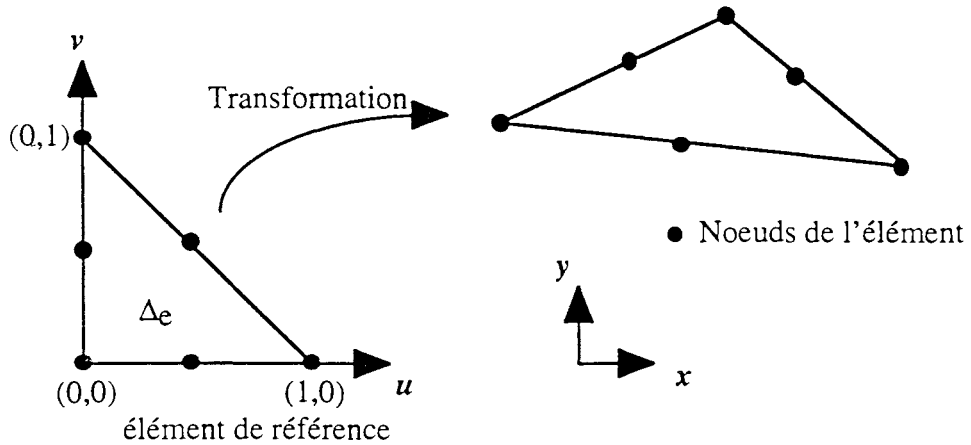 v
Transformation
(0,1)
Noeuds de l'élément
y
Δe
x
(0,0)
(1,0)
u
élément de référence